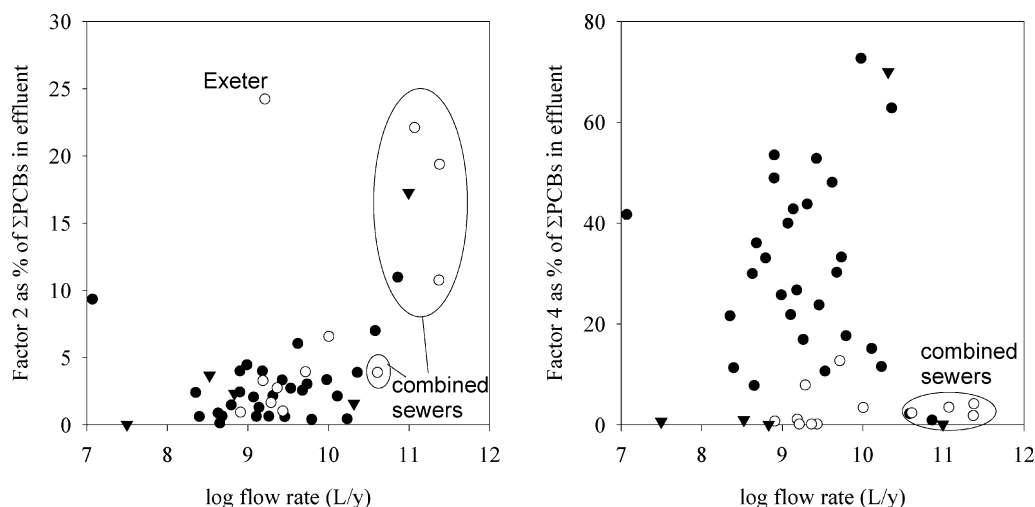 Factor 2 as % of ΣPCBs in effluent
30
25
20
15
10
5
0
Exeter
combined
sewers
7 8 9 10 11 12
log flow rate (L/y)
Factor 4 as % of ΣPCBs in effluent
80
60
40
20
0
combined
sewers
7 8 9 10 11 12
log flow rate (L/y)